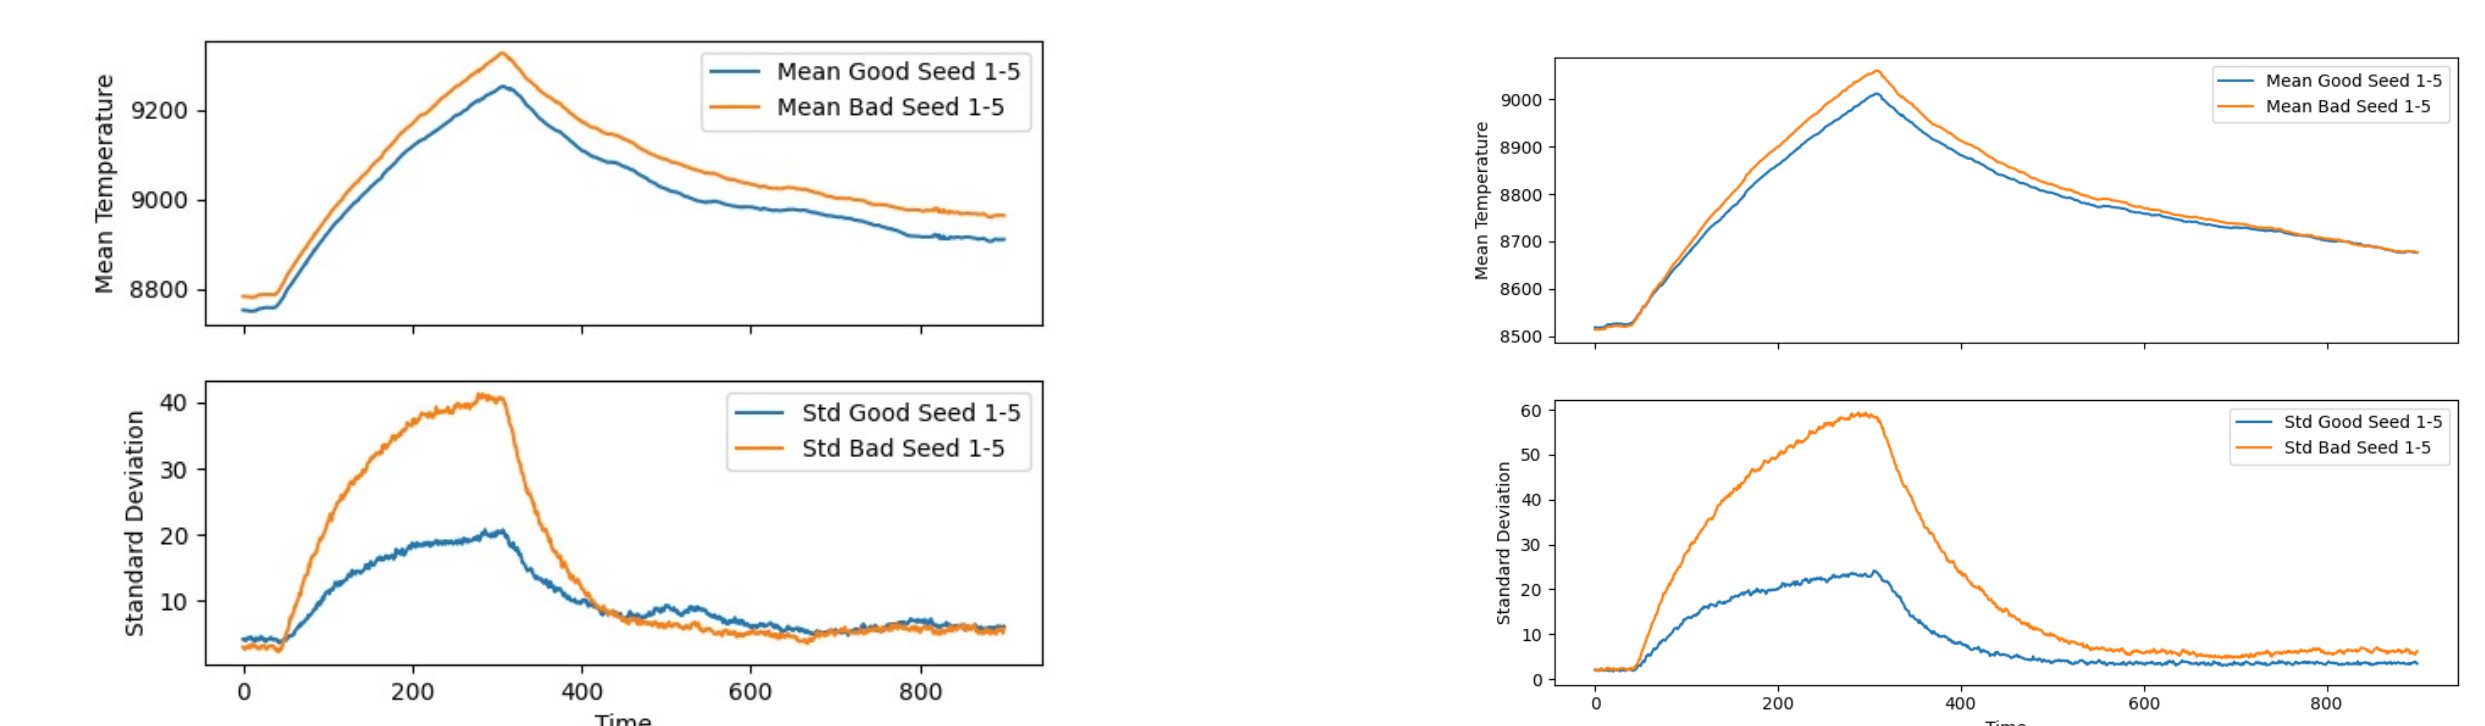 Mean Temperature
9200
9000
8800
Mean Good Seed 1-5
Mean Bad Seed 1-5
Standard Deviation
40
30
20
10
Std Good Seed 1-5
Std Bad Seed 1-5
0 200 400 600 800
Time
Mean Temperature
9000
8900
8800
8700
8600
8500
Mean Good Seed 1-5
Mean Bad Seed 1-5
Standard Deviation
60
50
40
30
20
10
0
Std Good Seed 1-5
Std Bad Seed 1-5
0 200 400 600 800
Time